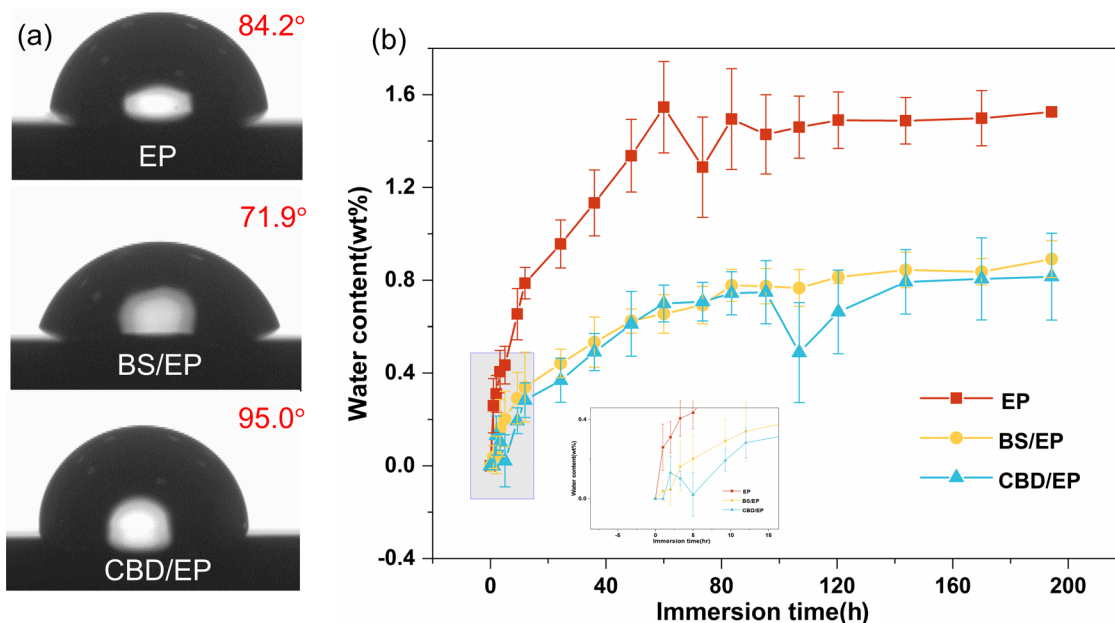 (a)
84.2°
EP
71.9°
BS/EP
95.0°
CBD/EP
(b)
Water content(wt%)
1.6
1.2
0.8
0.4
0.0
-0.4
0
40
80
120
160
200
Immersion time(h)
EP
BS/EP
CBD/EP
Water content(wt%)
0.4
0.0
-5
0
5
10
15
Immersion time(hr)
EP
BS/EP
CBD/EP